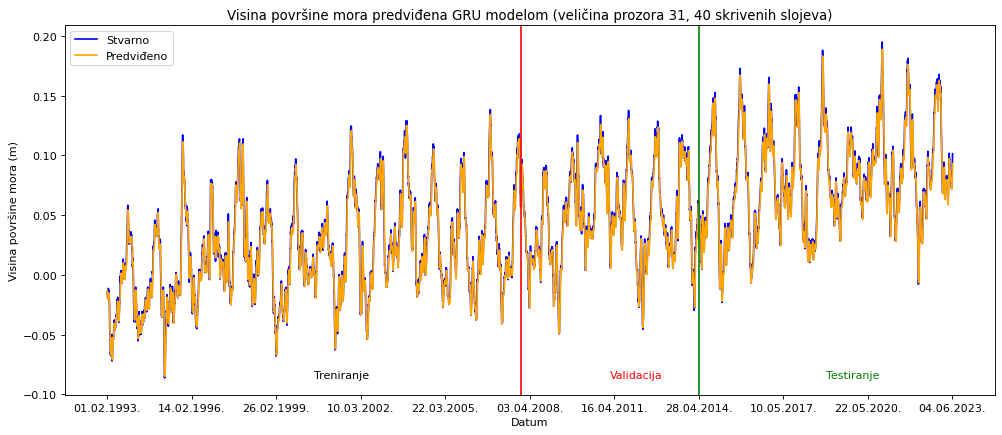 Visina površine mora predviđena GRU modelom (veličina prozora 31, 40 skrivenih slojeva)
Stvarno
Predviđeno
Visina površine mora (m)
0.20
0.15
0.10
0.05
0.00
−0.05
−0.10
Treniranje
Validacija
Testiranje
01.02.1993.
14.02.1996.
26.02.1999.
10.03.2002.
22.03.2005.
03.04.2008.
16.04.2011.
28.04.2014.
10.05.2017.
22.05.2020.
04.06.2023.
Datum